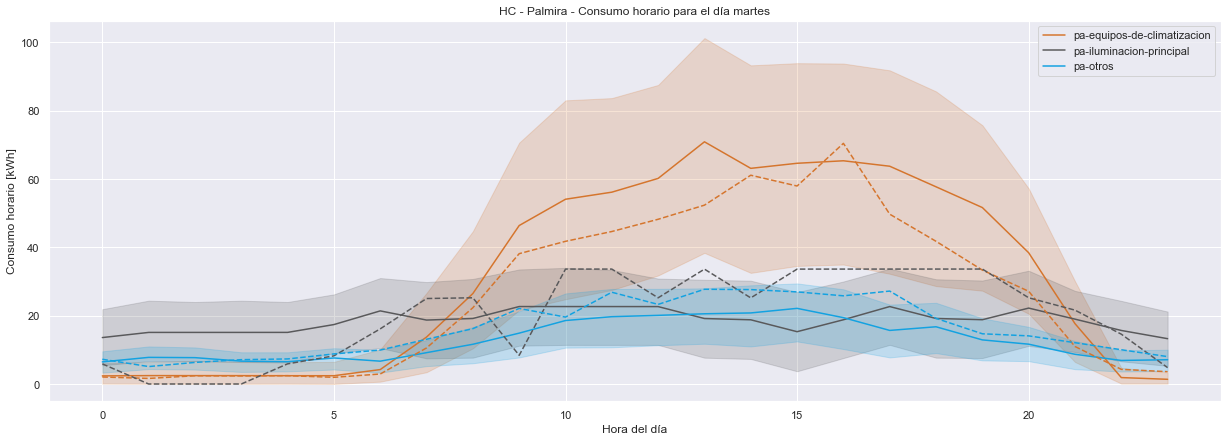 HC - Palmira - Consumo horario para el día martes
pa-equipos-de-climatizacion
pa-iluminacion-principal
pa-otros
Consumo horario [kWh]
100
80
60
40
20
0
0 5 10 15 20
Hora del día